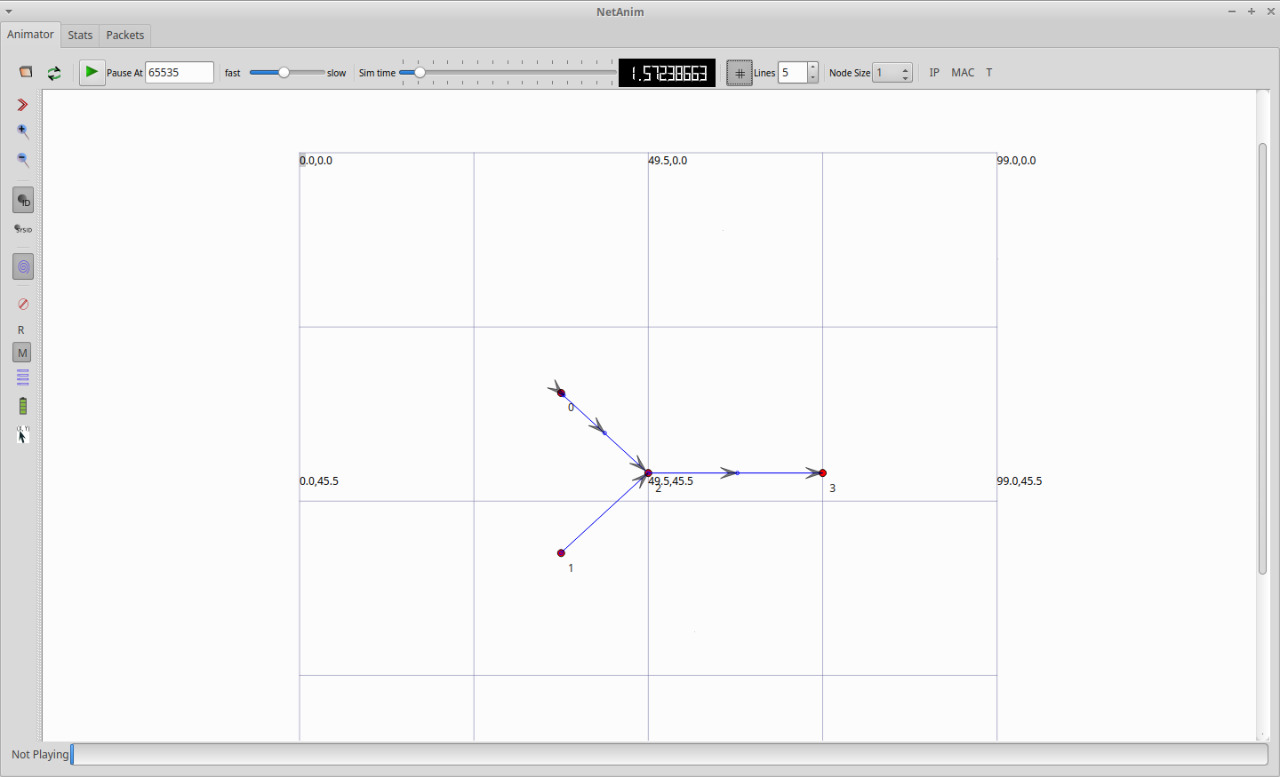 NetAnim
Animator Stats Packets
Pause At 65535 fast slow Sim time 1.57238663 Lines 5 Node Size 1 IP MAC T
ID
SYSID
R
M
0.0,0.0 49.5,0.0 99.0,0.0
0
0.0,45.5 49.5,45.5 99.0,45.5
2 3
1
Not Playing